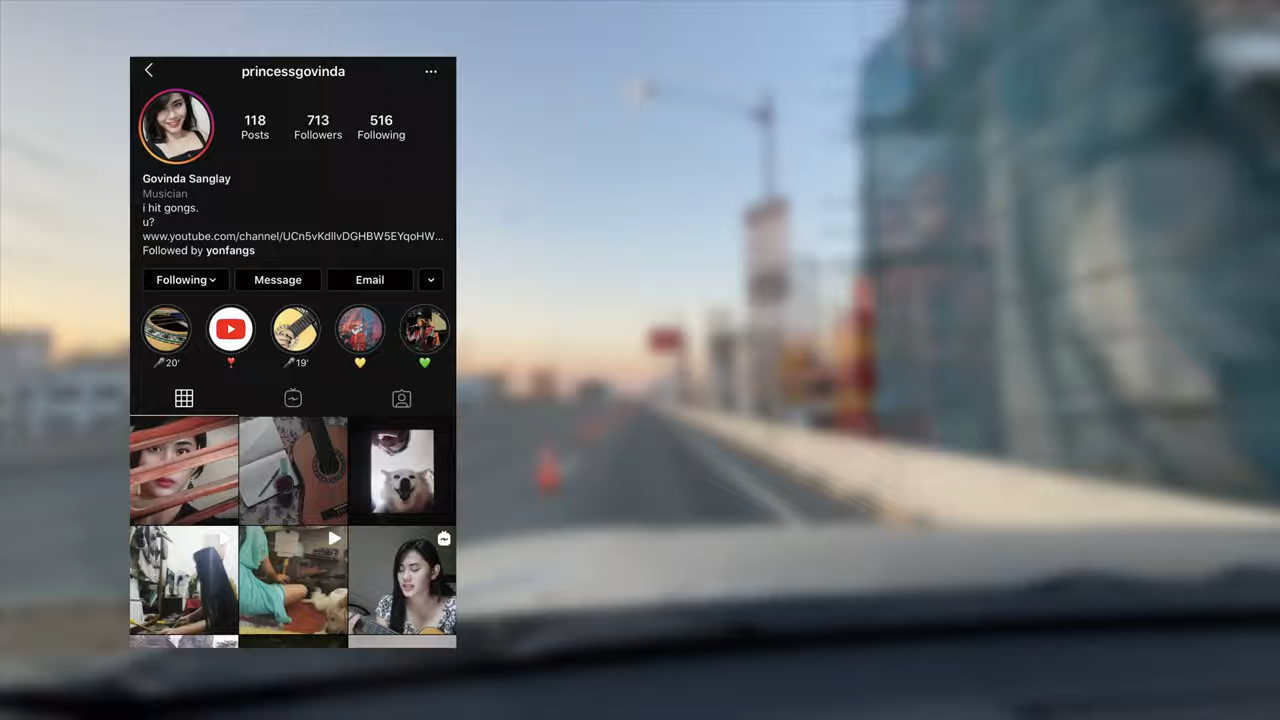 princessgovinda
118 713 516
Posts Followers Following
Govinda Sanglay
Musician
i hit gongs.
u?
www.youtube.com/channel/UCn5vKdllvDGHBW5EYqoHW...
Followed by yonfangs
Following Message Email
🎤20' ❣️ 🎤19' 💛 💚